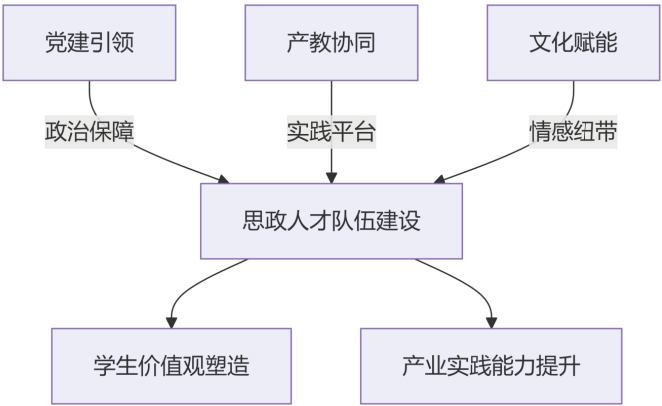 党建引领
产教协同
文化赋能
政治保障
实践平台
情感纽带
思政人才队伍建设
学生价值观塑造
产业实践能力提升